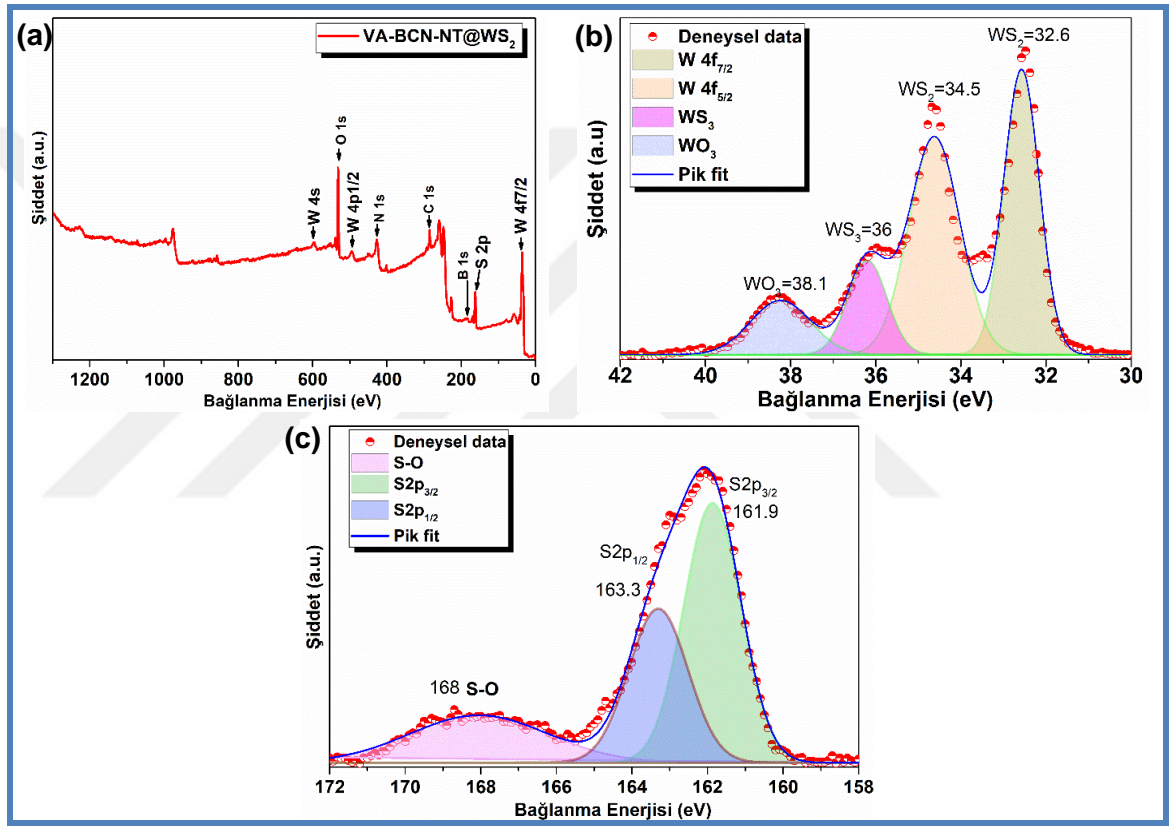 (a)
VA-BCN-NT@WS₂
W 4s
O 1s
W 4p1/2
N 1s
C 1s
B 1s
S 2p
W 4f7/2
Şiddet (a.u.)
1200 1000 800 600 400 200 0
Bağlanma Enerjisi (eV)
(b)
Deneysel data
W 4f₇/₂
W 4f₅/₂
WS₃
WO₃
Pik fit
WS₂=32.6
WS₂=34.5
WS₃=36
WO₃=38.1
Şiddet (a.u)
42 40 38 36 34 32 30
Bağlanma Enerjisi (eV)
(c)
Deneysel data
S-O
S2p₃/₂
S2p₁/₂
Pik fit
S2p₃/₂
161.9
S2p₁/₂
163.3
168 S-O
Şiddet (a.u.)
172 170 168 166 164 162 160 158
Bağlanma Enerjisi (eV)